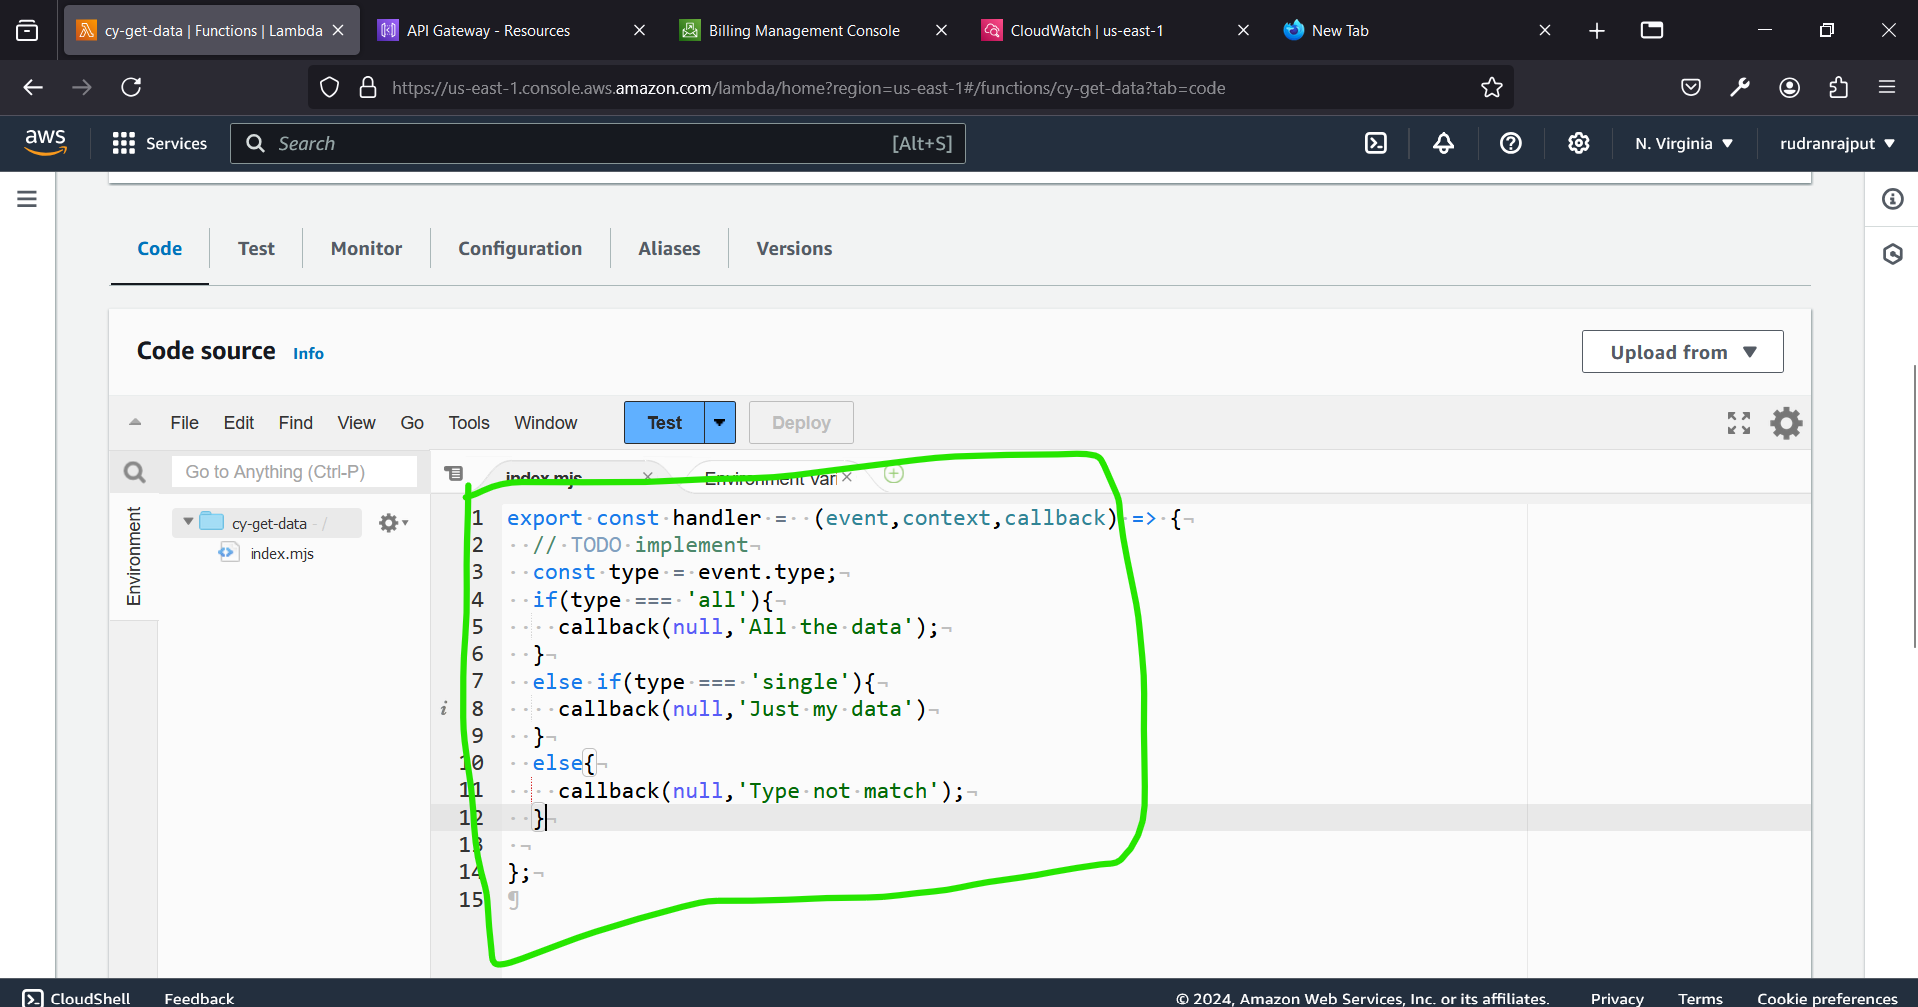 cy-get-data | Functions | Lambda
API Gateway - Resources
Billing Management Console
CloudWatch | us-east-1
New Tab
https://us-east-1.console.aws.amazon.com/lambda/home?region=us-east-1#/functions/cy-get-data?tab=code
aws
Services
Search
[Alt+S]
N. Virginia
rudranrajput
Code
Test
Monitor
Configuration
Aliases
Versions
Code source Info
Upload from
File Edit Find View Go Tools Window
Test
Deploy
Go to Anything (Ctrl-P)
index.mjs
Environment Vari
Environment
cy-get-data - /
index.mjs
1 export const handler = (event,context,callback) => {
2 // TODO implement
3 const type = event.type;
4 if(type === 'all'){
5 callback(null,'All the data');
6 }
7 else if(type === 'single'){
8 callback(null,'Just my data')
9 }
10 else{
11 callback(null,'Type not match');
12 }
13
14 };
15
CloudShell
Feedback
© 2024, Amazon Web Services, Inc. or its affiliates.
Privacy
Terms
Cookie preferences